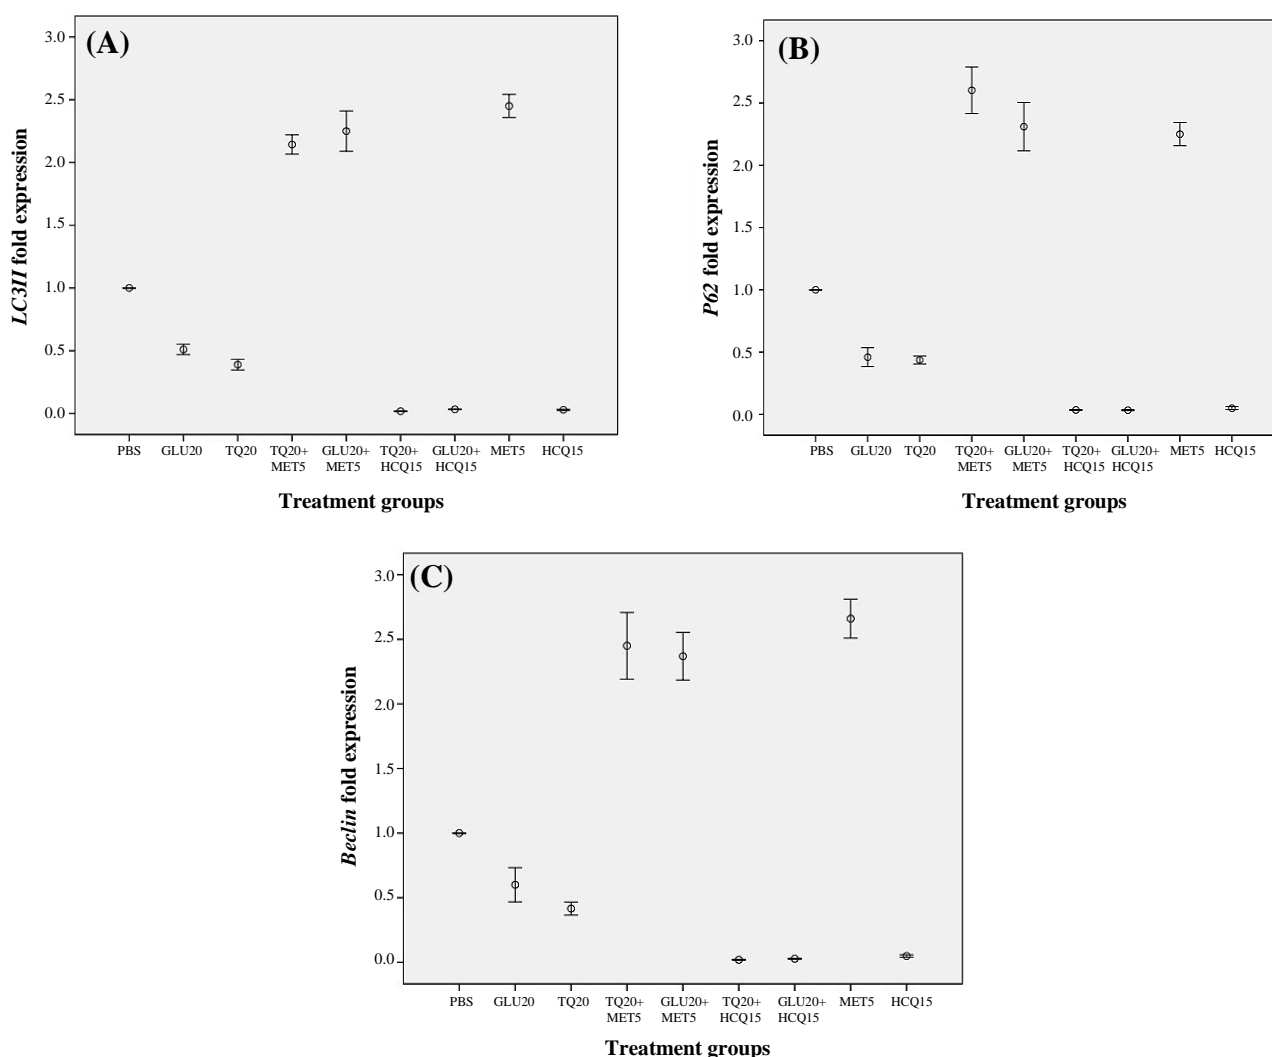 (A)
3.0
2.5
2.0
1.5
1.0
0.5
0.0
LC3II fold expression
PBS GLU20 TQ20 TQ20+ GLU20+ TQ20+ GLU20+ MET5 HCQ15
MET5 MET5 HCQ15 HCQ15
Treatment groups
(B)
3.0
2.5
2.0
1.5
1.0
0.5
0.0
P62 fold expression
PBS GLU20 TQ20 TQ20+ GLU20+ TQ20+ GLU20+ MET5 HCQ15
MET5 MET5 HCQ15 HCQ15
Treatment groups
(C)
3.0
2.5
2.0
1.5
1.0
0.5
0.0
Beclin fold expression
PBS GLU20 TQ20 TQ20+ GLU20+ TQ20+ GLU20+ MET5 HCQ15
MET5 MET5 HCQ15 HCQ15
Treatment groups